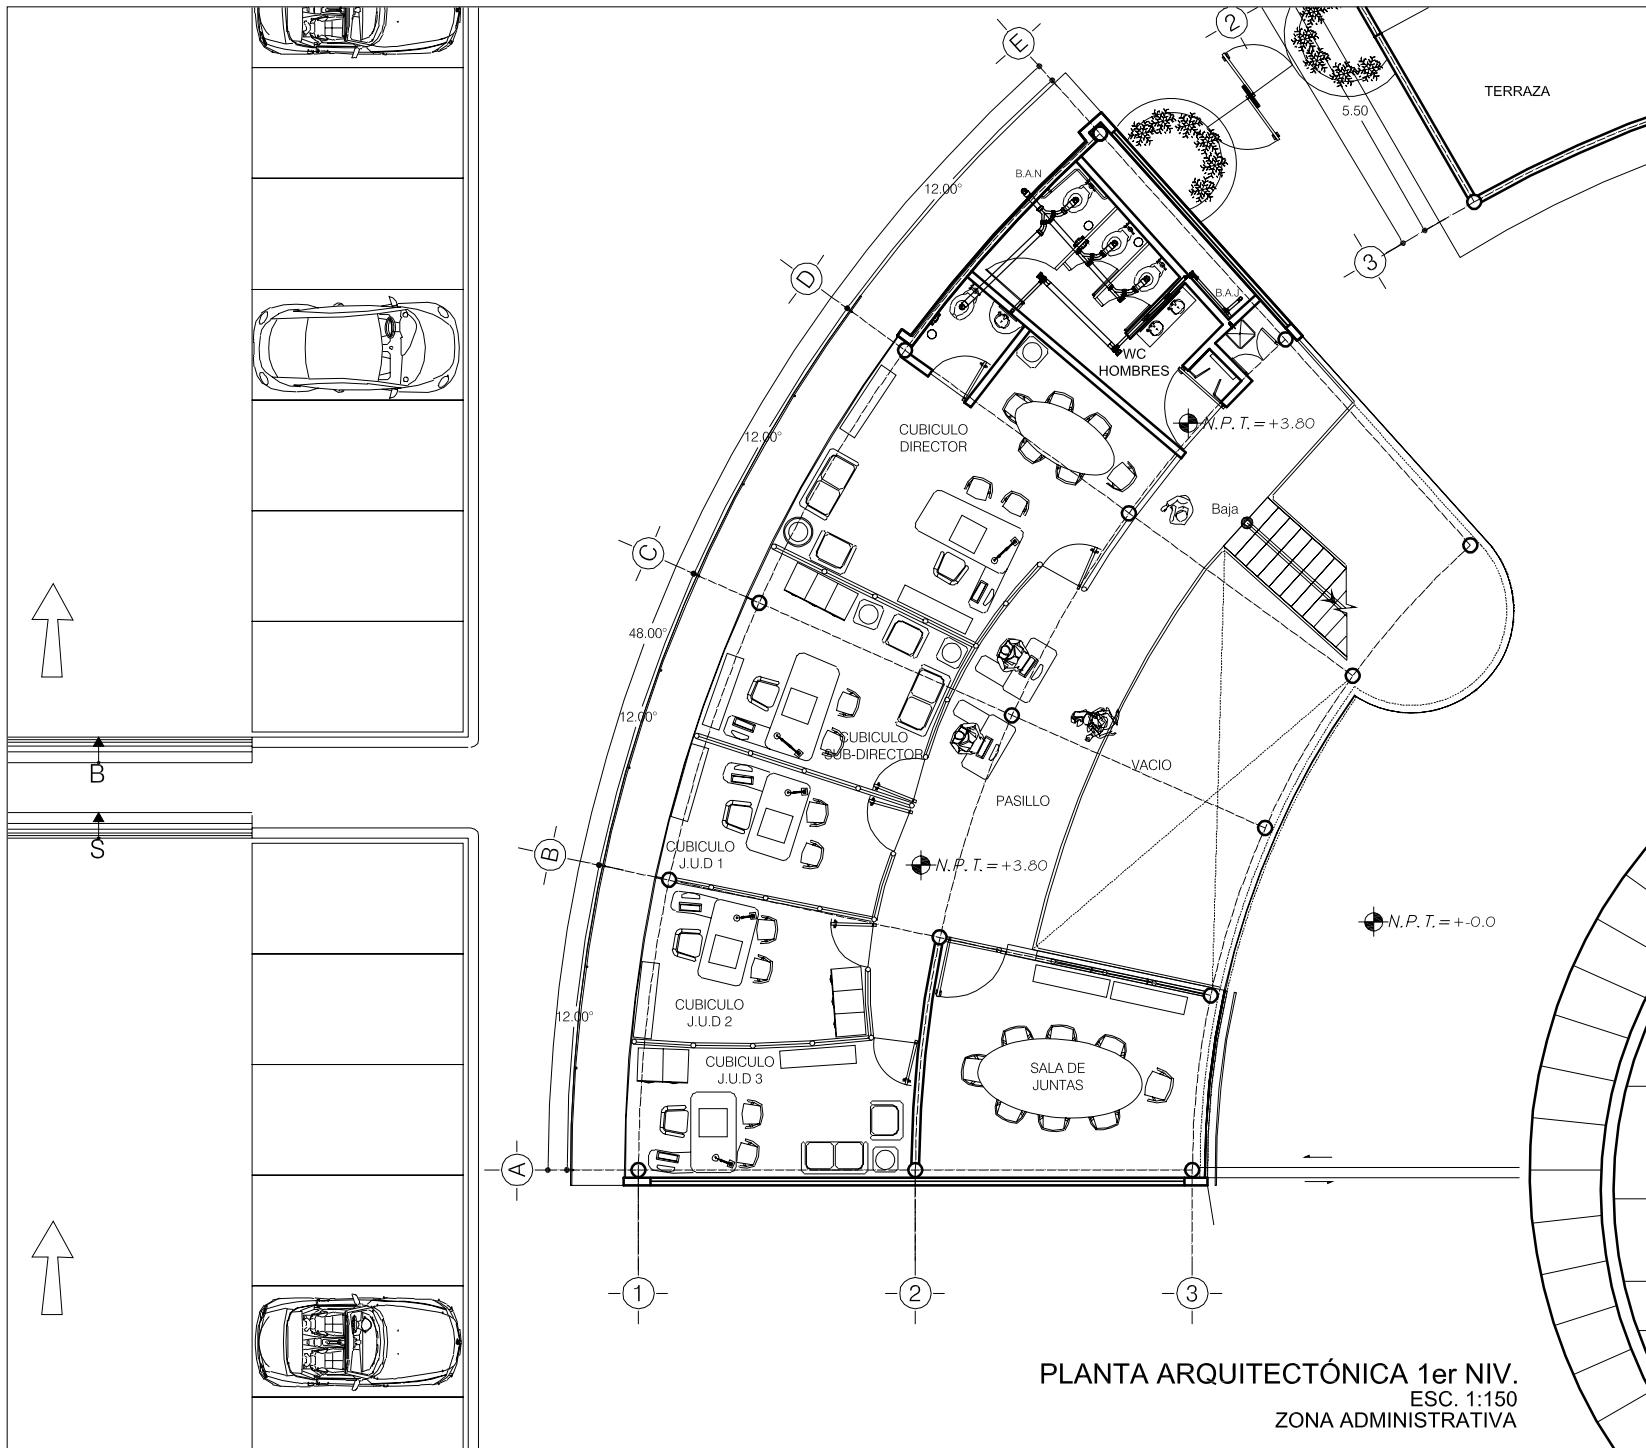 E
2
TERRAZA
5.50
B.A.N
12.00°
3
D
B.A.J
WC
HOMBRES
N.P.T.=+3.80
CUBICULO
DIRECTOR
12.00°
Baja
C
48.00°
12.00°
CUBICULO
SUB-DIRECTOR
VACIO
B
PASILLO
S
CUBICULO
J.U.D 1
B
N.P.T.=+3.80
N.P.T.=+-0.0
CUBICULO
J.U.D 2
12.00°
CUBICULO
J.U.D 3
SALA DE
JUNTAS
A
1
2
3
PLANTA ARQUITECTÓNICA 1er NIV.
ESC. 1:150
ZONA ADMINISTRATIVA